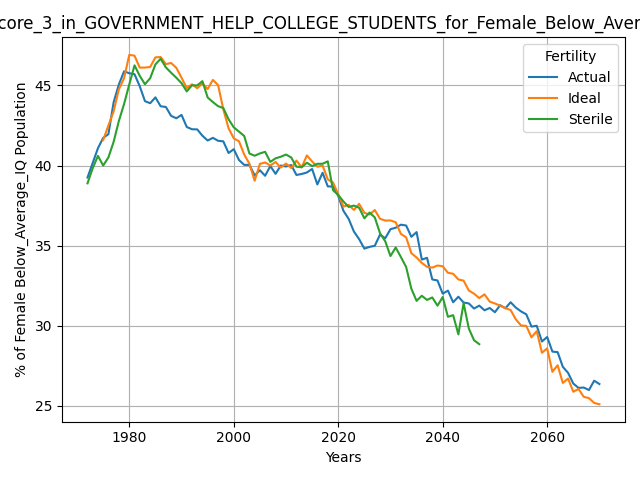 core_3_in_GOVERNMENT_HELP_COLLEGE_STUDENTS_for_Female_Below_Aver
Fertility
Actual
Ideal
Sterile
% of Female Below_Average_IQ Population
45
40
35
30
25
1980
2000
2020
2040
2060
Years